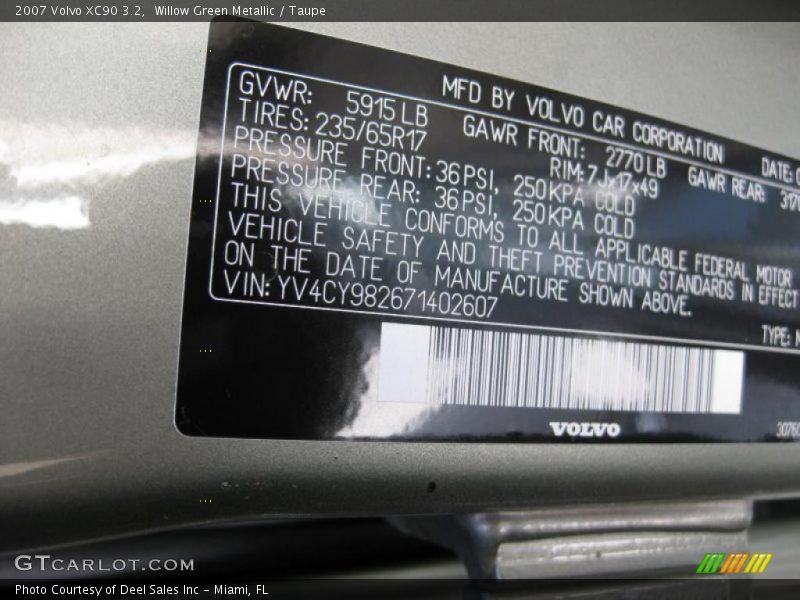 2007 Volvo XC90 3.2, Willow Green Metallic / Taupe
MFD BY VOLVO CAR CORPORATION
GVWR: 5915 LB GAWR FRONT: 2770 LB GAWR REAR:
TIRES: 235/65R17 RIM: 7Jx17x49
PRESSURE FRONT: 36 PSI, 250 KPA COLD
PRESSURE REAR: 36 PSI, 250 KPA COLD
THIS VEHICLE CONFORMS TO ALL APPLICABLE FEDERAL MOTOR
VEHICLE SAFETY AND THEFT PREVENTION STANDARDS IN EFFECT
ON THE DATE OF MANUFACTURE SHOWN ABOVE.
VIN: YV4CY982671402607
DATE:
TYPE:
VOLVO
GTCARLOT.COM
Photo Courtesy of Deel Sales Inc - Miami, FL